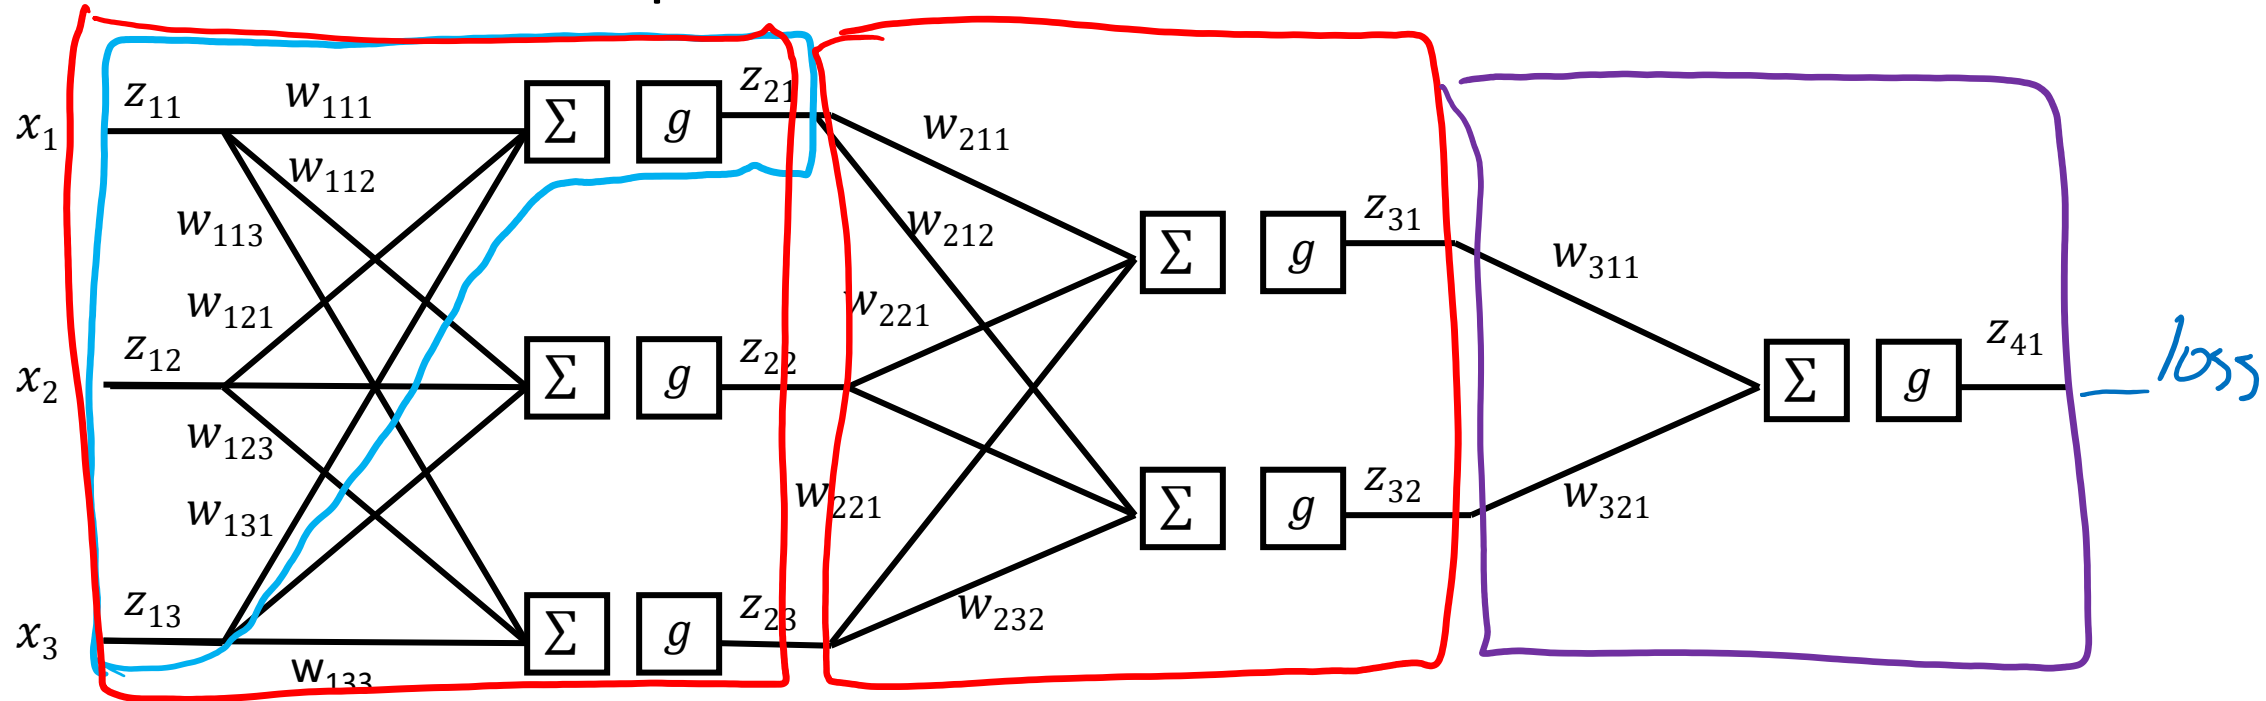 z₁₁ w₁₁₁ Σ g z₂₁
x₁
w₁₁₂
w₂₁₁
w₁₁₃
w₂₁₂
Σ g z₃₁
w₃₁₁
w₁₂₁
w₂₂₁
x₂ z₁₂ Σ g z₂₂
Σ g z₄₁ loss
w₁₂₃
w₁₃₁
w₂₂₁
Σ g z₃₂
w₃₂₁
x₃ z₁₃ Σ g z₂₃
w₂₃₂
w₁₃₃